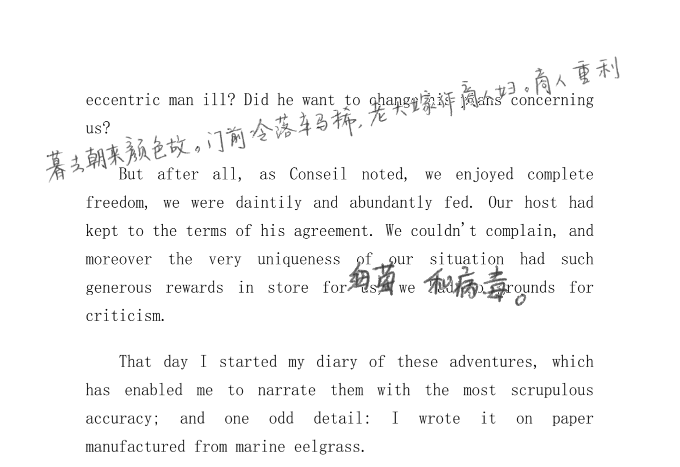 eccentric man ill? Did he want to change his plans concerning
us?
暮去朝来颜色故。门前冷落车马稀，老大嫁作商人妇。商人重利
But after all, as Conseil noted, we enjoyed complete
freedom, we were daintily and abundantly fed. Our host had
kept to the terms of his agreement. We couldn't complain, and
moreover the very uniqueness of our situation had such
细菌 和病毒。
generous rewards in store for us, we had no grounds for
criticism.
That day I started my diary of these adventures, which
has enabled me to narrate them with the most scrupulous
accuracy; and one odd detail: I wrote it on paper
manufactured from marine eelgrass.